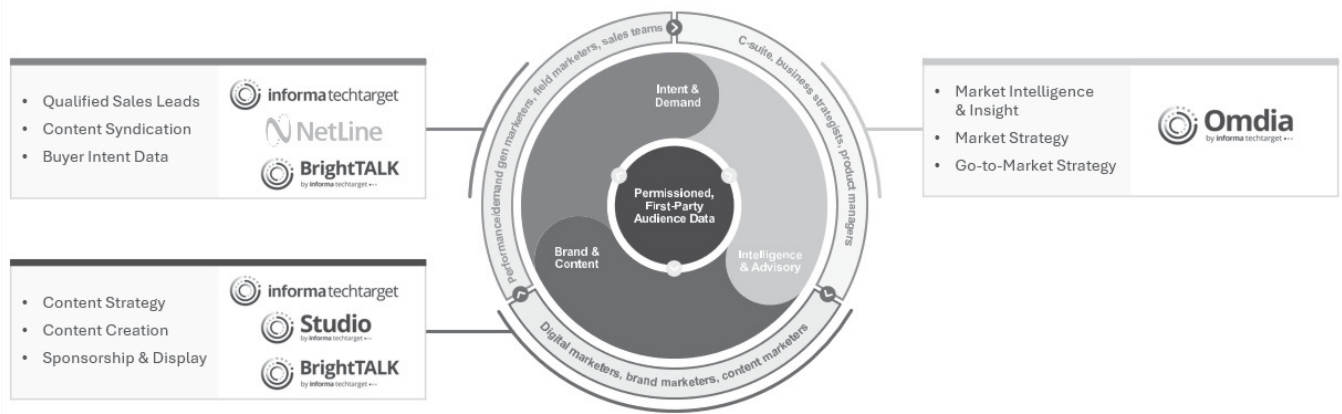 • Qualified Sales Leads
• Content Syndication
• Buyer Intent Data
informa techtarget
NetLine
BrightTALK
by informa techtarget
• Content Strategy
• Content Creation
• Sponsorship & Display
informa techtarget
Studio
by informa techtarget
BrightTALK
by informa techtarget
Performance/demand gen marketers, field marketers, sales teams
C-suite, business strategists, product managers
Digital marketers, brand marketers, content marketers
Intent &
Demand
Permissioned,
First-Party
Audience Data
Brand &
Content
Intelligence
& Advisory
• Market Intelligence
& Insight
• Market Strategy
• Go-to-Market Strategy
Omdia
by informa techtarget